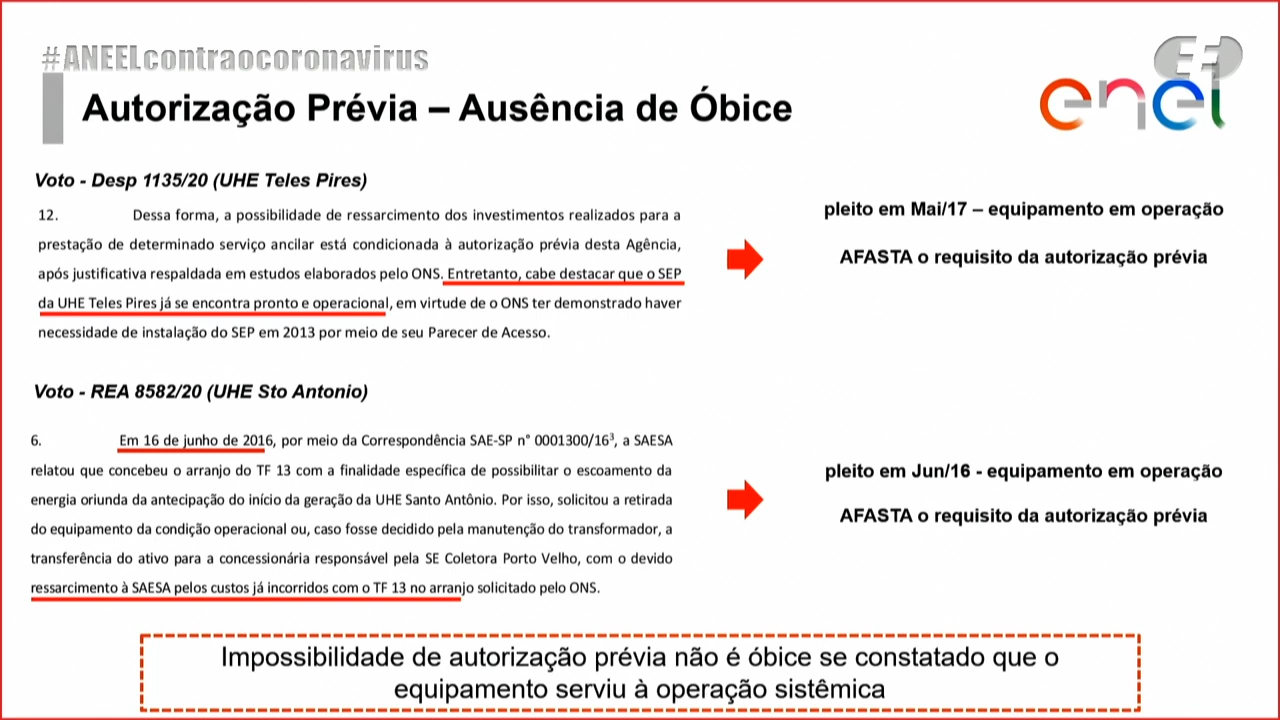 #ANEELcontraocoronavirus
enel
Autorização Prévia – Ausência de Óbice
Voto - Desp 1135/20 (UHE Teles Pires)
12. Dessa forma, a possibilidade de ressarcimento dos investimentos realizados para a
prestação de determinado serviço ancilar está condicionada à autorização prévia desta Agência,
após justificativa respaldada em estudos elaborados pelo ONS. Entretanto, cabe destacar que o SEP
da UHE Teles Pires já se encontra pronto e operacional, em virtude de o ONS ter demonstrado haver
necessidade de instalação do SEP em 2013 por meio de seu Parecer de Acesso.
pleito em Mai/17 – equipamento em operação
AFASTA o requisito da autorização prévia
Voto - REA 8582/20 (UHE Sto Antonio)
6. Em 16 de junho de 2016, por meio da Correspondência SAE-SP n° 0001300/16³, a SAESA
relatou que concebeu o arranjo do TF 13 com a finalidade específica de possibilitar o escoamento da
energia oriunda da antecipação do início da geração da UHE Santo Antônio. Por isso, solicitou a retirada
do equipamento da condição operacional ou, caso fosse decidido pela manutenção do transformador, a
transferência do ativo para a concessionária responsável pela SE Coletora Porto Velho, com o devido
ressarcimento à SAESA pelos custos já incorridos com o TF 13 no arranjo solicitado pelo ONS.
pleito em Jun/16 - equipamento em operação
AFASTA o requisito da autorização prévia
Impossibilidade de autorização prévia não é óbice se constatado que o
equipamento serviu à operação sistêmica